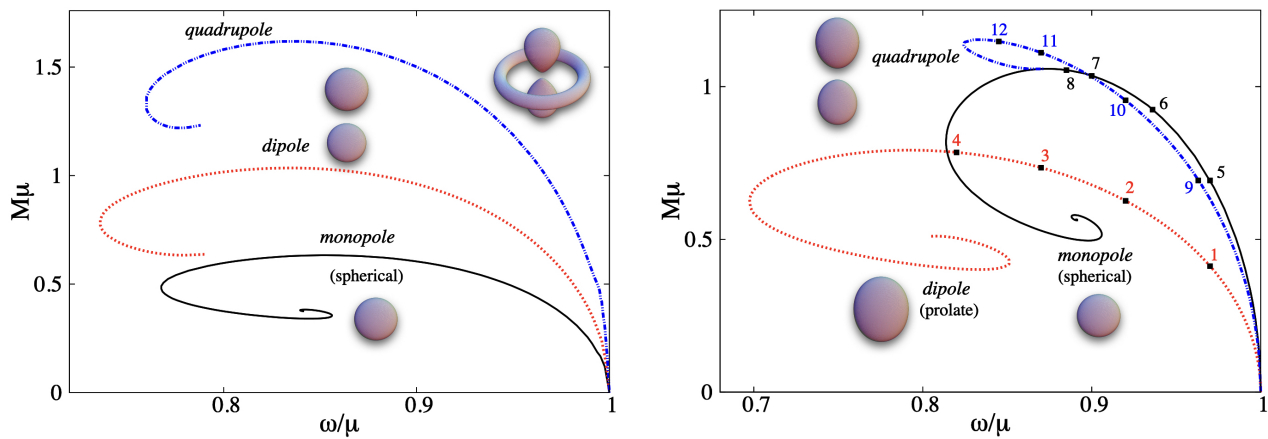 quadrupole
1.5
dipole
Mμ
1
monopole
(spherical)
0.5
0
0.8
0.9
1
ω/μ
12
11
quadrupole
7
1
8
6
10
4
3
Mμ
2
9
5
0.5
1
monopole
(spherical)
dipole
(prolate)
0
0.7
0.8
0.9
1
ω/μ